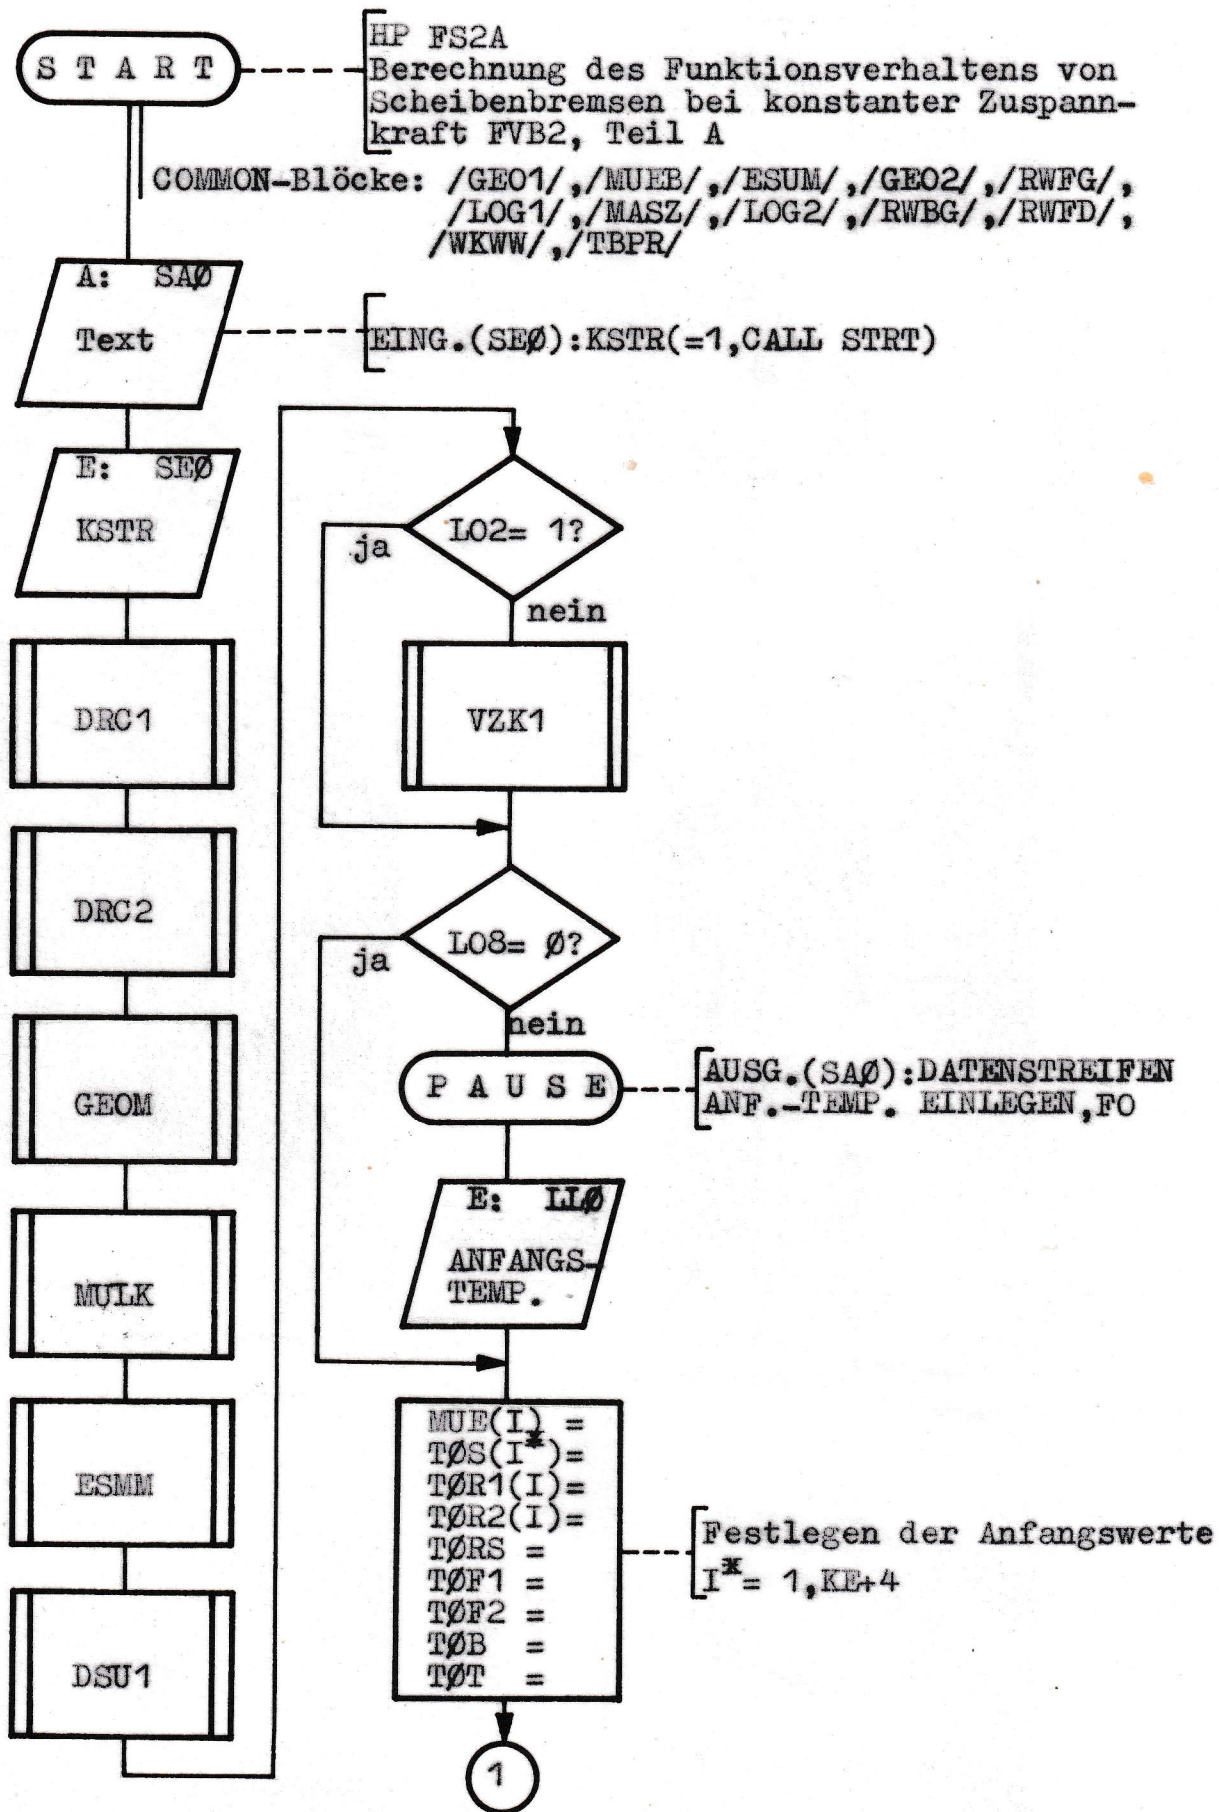 S T A R T
HP FS2A
Berechnung des Funktionsverhaltens von
Scheibenbremsen bei konstanter Zuspann-
kraft FVB2, Teil A
COMMON-Blöcke: /GEO1/,/MUEB/,/ESUM/,/GEO2/,/RWFG/,
/LOG1/,/MASZ/,/LOG2/,/RWBG/,/RWFD/,
/WKWW/,/TBPR/
A: SAØ
Text
EING.(SEØ):KSTR(=1,CALL STRT)
E: SEØ
KSTR
DRC1
DRC2
GEOM
MULK
ESMM
DSU1
LO2= 1?
ja
nein
VZK1
LO8= Ø?
ja
nein
P A U S E
AUSG.(SAØ):DATENSTREIFEN
ANF.-TEMP. EINLEGEN,FO
E: LLØ
ANFANGS-
TEMP.
MUE(I) =
TØS(I*)=
TØR1(I)=
TØR2(I)=
TØRS =
TØF1 =
TØF2 =
TØB =
TØT =
Festlegen der Anfangswerte
I*= 1,KE+4
1